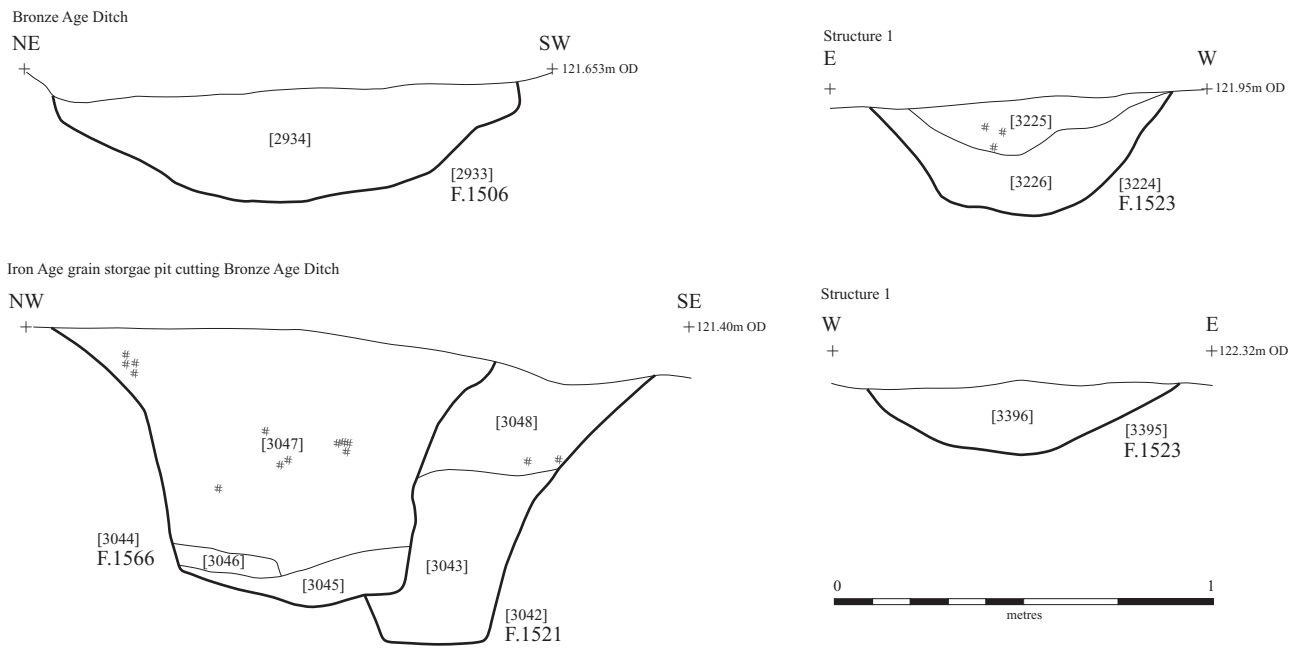 Bronze Age Ditch
NE
SW
121.653m OD
[2934]
[2933]
F.1506
Structure 1
E
W
121.95m OD
[3225]
[3226]
[3224]
F.1523
Iron Age grain storgae pit cutting Bronze Age Ditch
NW
SE
121.40m OD
[3048]
[3047]
[3044]
F.1566
[3046]
[3045]
[3043]
[3042]
F.1521
Structure 1
W
E
122.32m OD
[3396]
[3395]
F.1523
0
1
metres